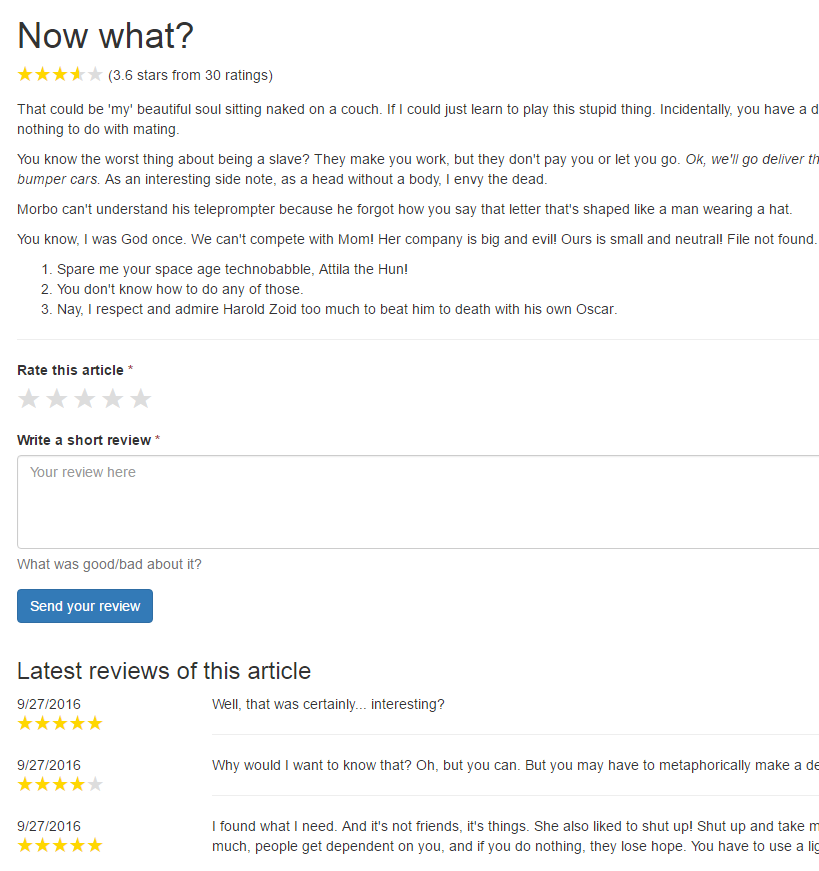 Now what?
(3.6 stars from 30 ratings)
That could be 'my' beautiful soul sitting naked on a couch. If I could just learn to play this stupid thing. Incidentally, you have a
nothing to do with mating.
You know the worst thing about being a slave? They make you work, but they don't pay you or let you go. Ok, we'll go deliver
bumper cars. As an interesting side note, as a head without a body, I envy the dead.
Morbo can't understand his teleprompter because he forgot how you say that letter that's shaped like a man wearing a hat.
You know, I was God once. We can't compete with Mom! Her company is big and evil! Ours is small and neutral! File not found.
1. Spare me your space age technobabble, Attila the Hun!
2. You don't know how to do any of those.
3. Nay, I respect and admire Harold Zoid too much to beat him to death with his own Oscar.
Rate this article *
Write a short review *
Your review here
What was good/bad about it?
Send your review
Latest reviews of this article
9/27/2016 Well, that was certainly... interesting?
9/27/2016 Why would I want to know that? Oh, but you can. But you may have to metaphorically make a
9/27/2016 I found what I need. And it's not friends, it's things. She also liked to shut up! Shut up and take
much, people get dependent on you, and if you do nothing, they lose hope. You have to use a